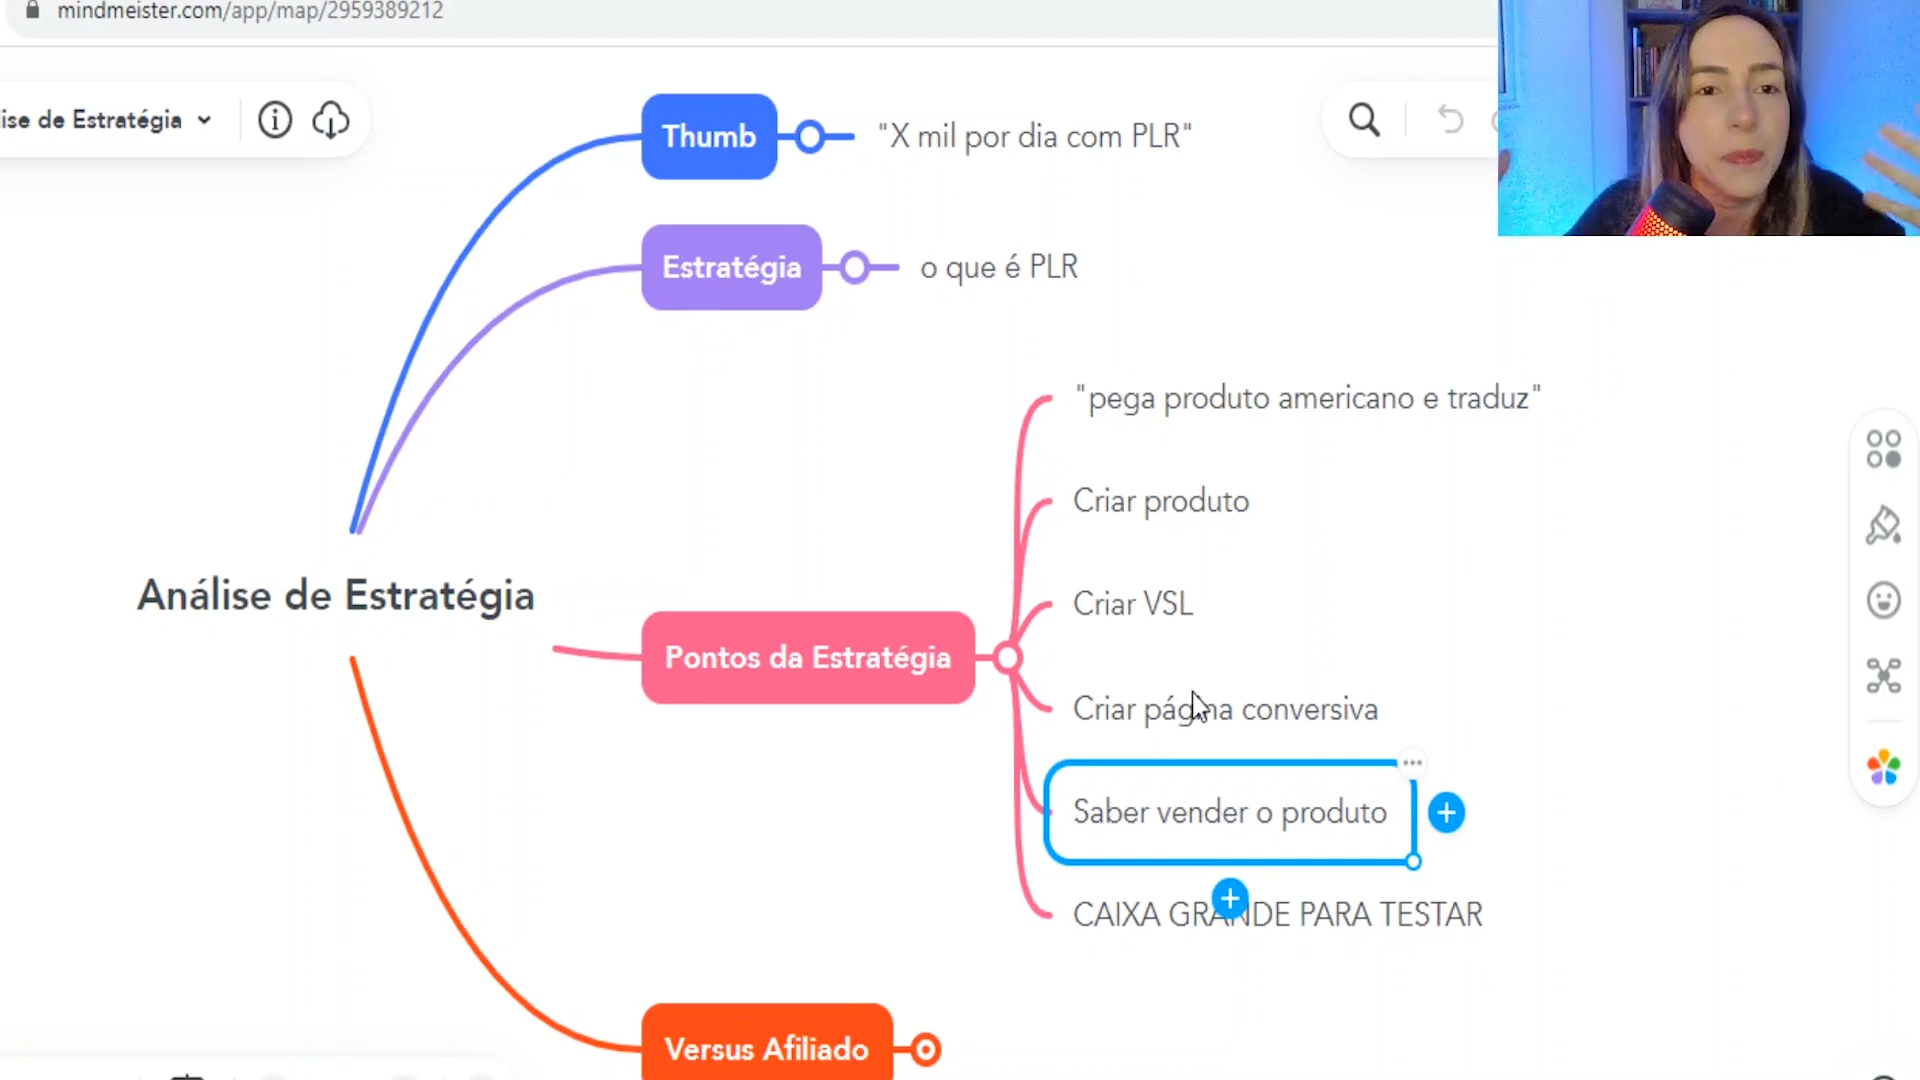 mindmeister.com/app/map/2959389212
ise de Estratégia
Thumb
"X mil por dia com PLR"
Estratégia
o que é PLR
"pega produto americano e traduz"
Criar produto
Criar VSL
Análise de Estratégia
Pontos da Estratégia
Criar página conversiva
Saber vender o produto
CAIXA GRANDE PARA TESTAR
Versus Afiliado